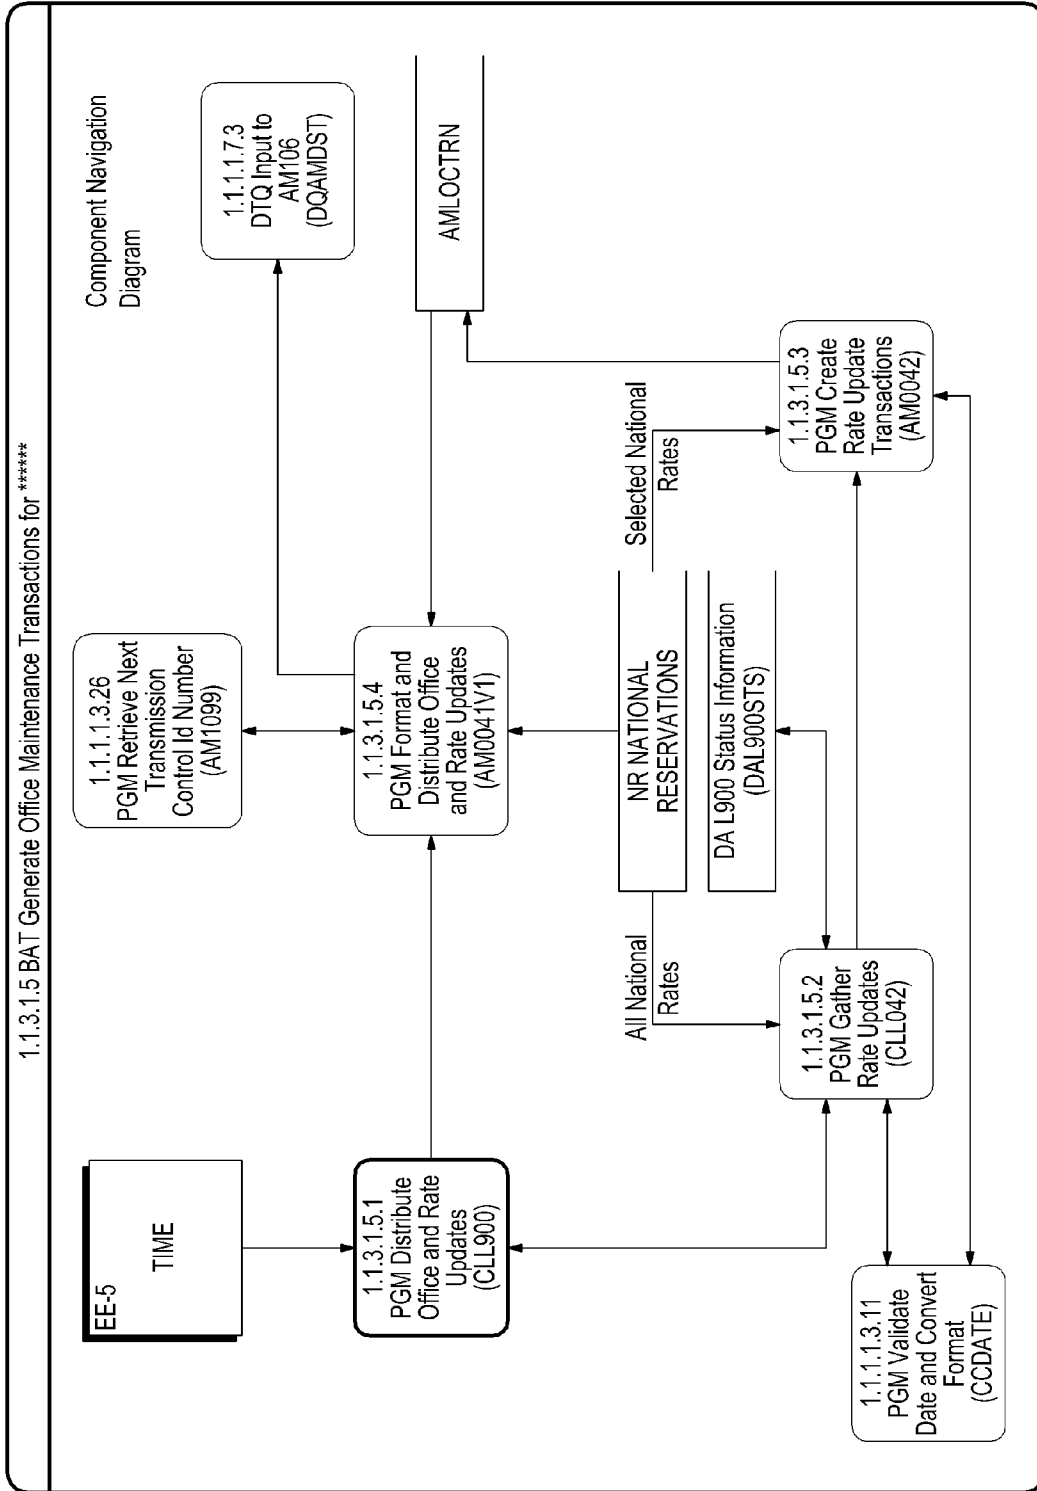 1.1.3.1.5 BAT Generate Office Maintenance Transactions for ******
Component Navigation
Diagram
EE-5
TIME
1.1.1.1.3.26
PGM Retrieve Next
Transmission
Control Id Number
(AM1099)
1.1.1.1.7.3
DTQ Input to
AM106
(DQAMDST)
1.1.3.1.5.1
PGM Distribute
Office and Rate
Updates
(CLL900)
1.1.3.1.5.4
PGM Format and
Distribute Office
and Rate Updates
(AM0041V1)
AMLOCTRN
All National
Rates
NR NATIONAL
RESERVATIONS
Selected National
Rates
DA L900 Status Information
(DAL900STS)
1.1.3.1.5.2
PGM Gather
Rate Updates
(CLL042)
1.1.3.1.5.3
PGM Create
Rate Update
Transactions
(AM0042)
1.1.1.1.3.11
PGM Validate
Date and Convert
Format
(CCDATE)